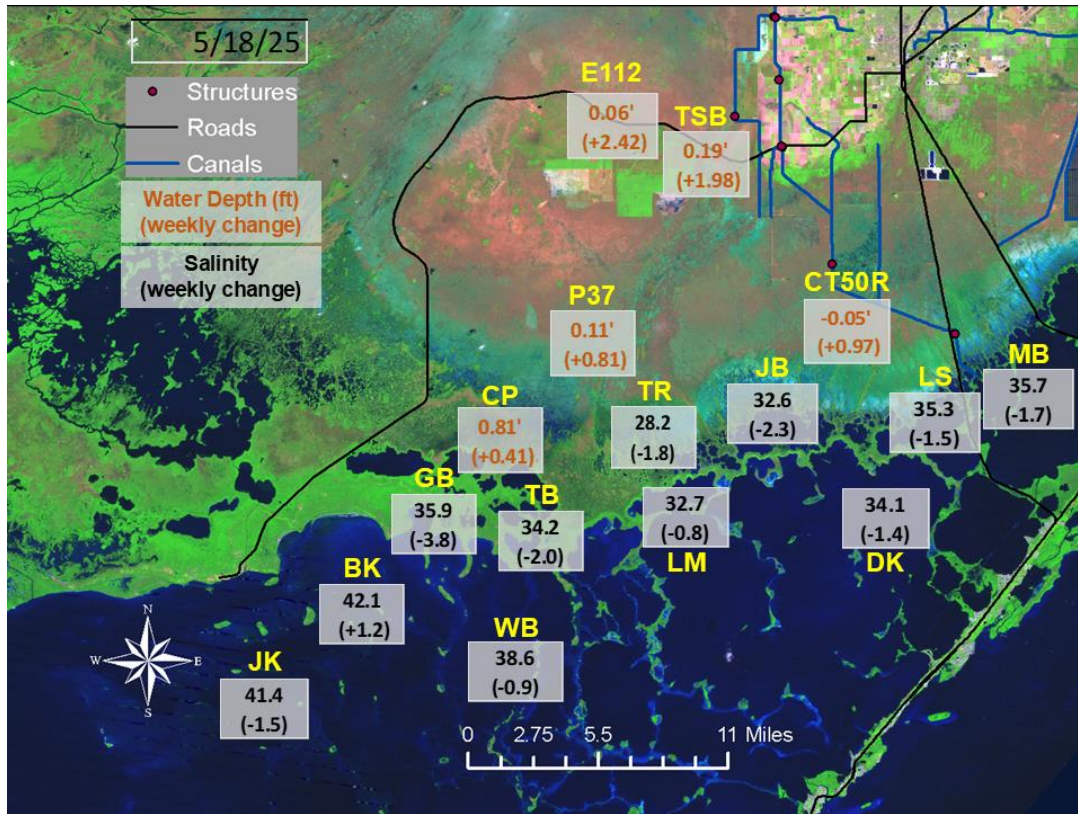 5/18/25
Structures
Roads
Canals
Water Depth (ft)
(weekly change)
Salinity
(weekly change)
E112
0.06'
(+2.42)
TSB
0.19'
(+1.98)
P37
0.11'
(+0.81)
CT50R
-0.05'
(+0.97)
CP
0.81'
(+0.41)
TR
28.2
(-1.8)
JB
32.6
(-2.3)
LS
35.3
(-1.5)
MB
35.7
(-1.7)
GB
35.9
(-3.8)
TB
34.2
(-2.0)
32.7
(-0.8)
LM
34.1
(-1.4)
DK
BK
42.1
(+1.2)
WB
38.6
(-0.9)
JK
41.4
(-1.5)
N
W E
S
0 2.75 5.5 11 Miles